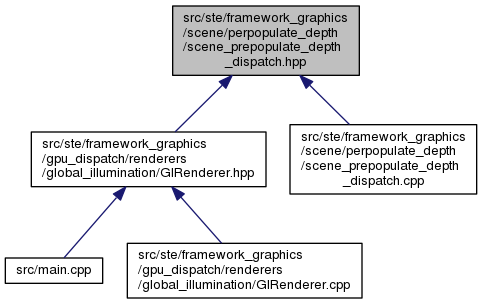 src/ste/framework_graphics
/scene/perpopulate_depth
/scene_prepopulate_depth
_dispatch.hpp
src/ste/framework_graphics
/gpu_dispatch/renderers
/global_illumination/GIRenderer.hpp
src/ste/framework_graphics
/scene/perpopulate_depth
/scene_prepopulate_depth
_dispatch.cpp
src/main.cpp
src/ste/framework_graphics
/gpu_dispatch/renderers
/global_illumination/GIRenderer.cpp